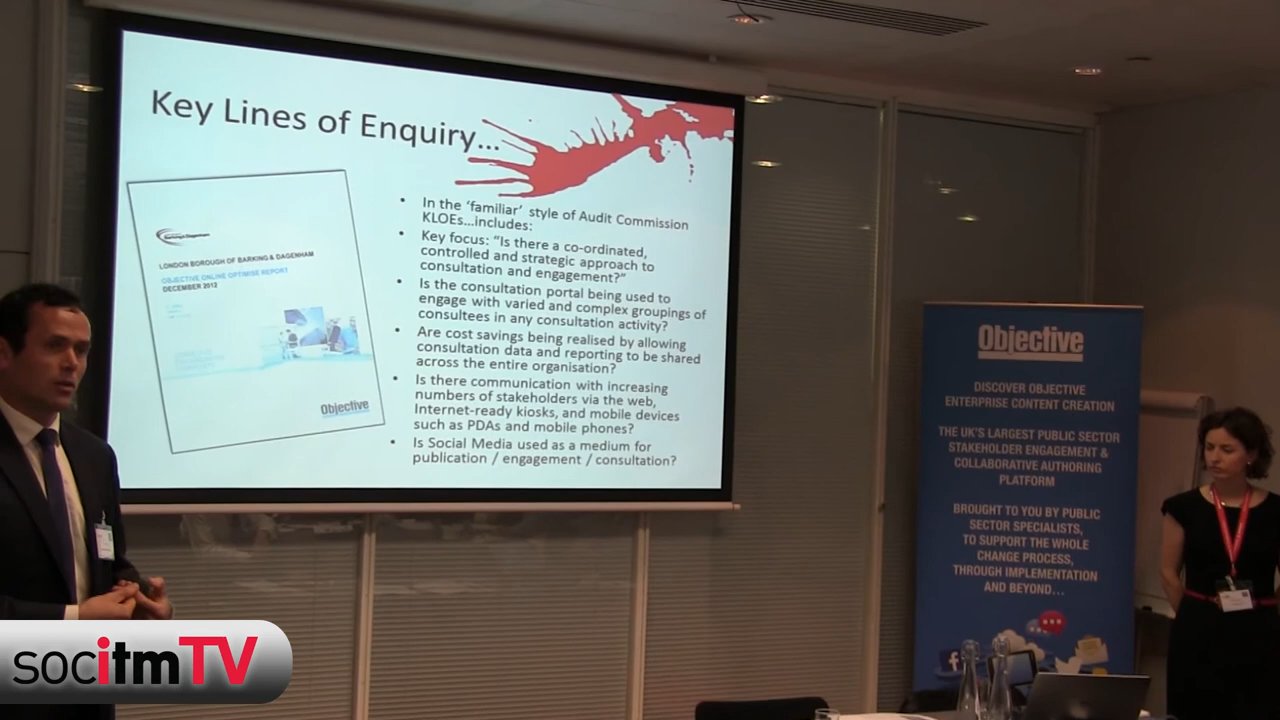 Key Lines of Enquiry...
Barking & Dagenham
LONDON BOROUGH OF BARKING & DAGENHAM
OBJECTIVE ONLINE OPTIMISE REPORT
DECEMBER 2012
Objective
• In the 'familiar' style of Audit Commission
KLOEs...includes:
• Key focus: "Is there a co-ordinated,
controlled and strategic approach to
consultation and engagement?"
• Is the consultation portal being used to
engage with varied and complex groupings of
consultees in any consultation activity?
• Are cost savings being realised by allowing
consultation data and reporting to be shared
across the entire organisation?
• Is there communication with increasing
numbers of stakeholders via the web,
Internet-ready kiosks, and mobile devices
such as PDAs and mobile phones?
• Is Social Media used as a medium for
publication / engagement / consultation?
Objective
DISCOVER OBJECTIVE
ENTERPRISE CONTENT CREATION
THE UK'S LARGEST PUBLIC SECTOR
STAKEHOLDER ENGAGEMENT &
COLLABORATIVE AUTHORING
PLATFORM
BROUGHT TO YOU BY PUBLIC
SECTOR SPECIALISTS,
TO SUPPORT THE WHOLE
CHANGE PROCESS,
THROUGH IMPLEMENTATION
AND BEYOND...
f
socitmTV